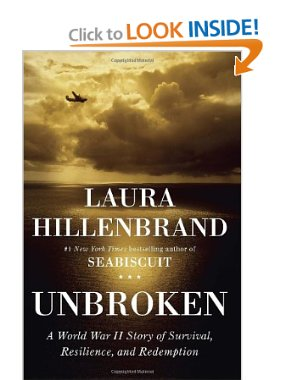 Click to LOOK INSIDE!
LAURA
HILLENBRAND
#1 New York Times bestselling author of
SEABISCUIT
UNBROKEN
A World War II Story of Survival,
Resilience, and Redemption